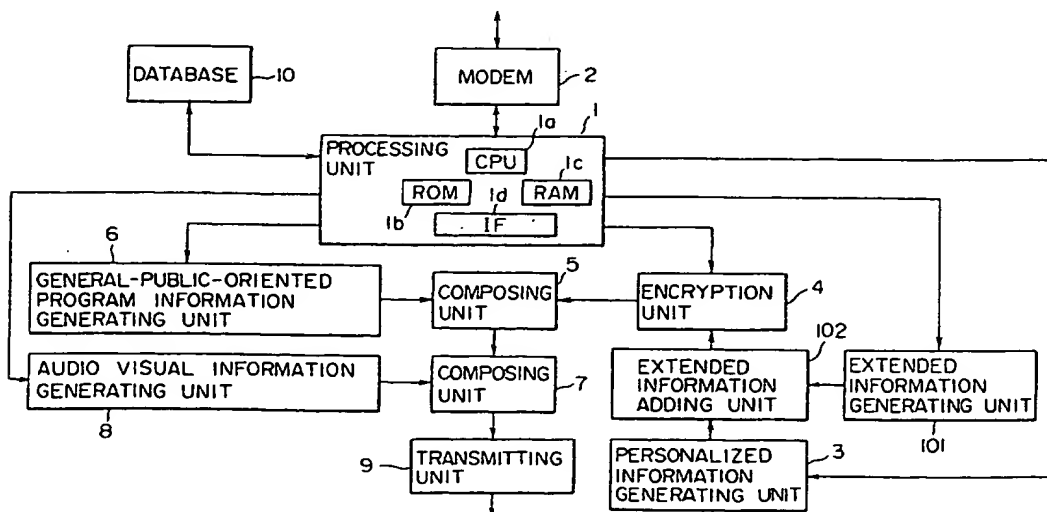 DATABASE
10
MODEM
2
1
PROCESSING
UNIT
1a
CPU
1c
ROM
RAM
1b
1d
IF
6
GENERAL-PUBLIC-ORIENTED
PROGRAM INFORMATION
GENERATING UNIT
5
COMPOSING
UNIT
ENCRYPTION
UNIT
4
102
AUDIO VISUAL INFORMATION
GENERATING UNIT
8
COMPOSING
UNIT
7
EXTENDED
INFORMATION
ADDING UNIT
EXTENDED
INFORMATION
GENERATING UNIT
101
9
TRANSMITTING
UNIT
PERSONALIZED
INFORMATION
GENERATING UNIT
3